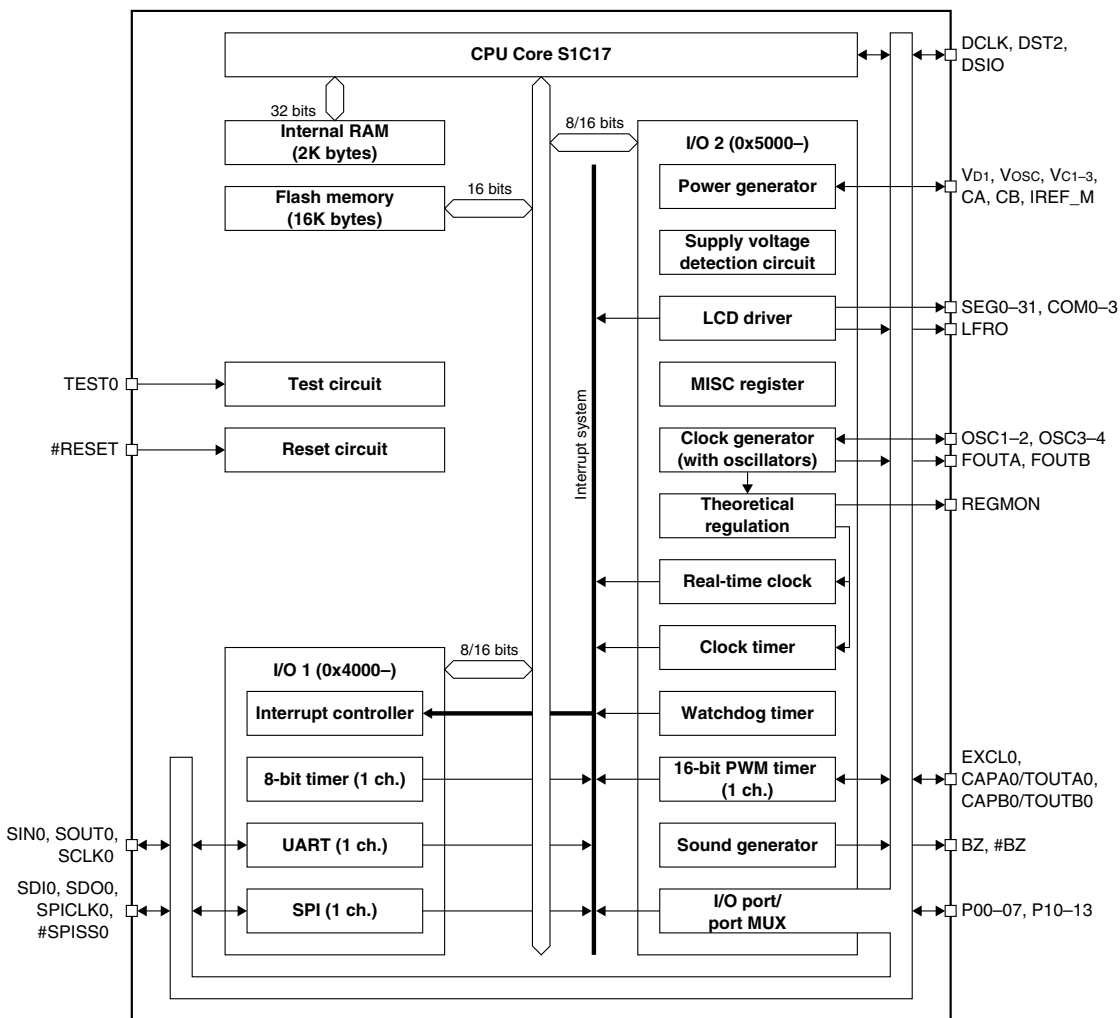 CPU Core S1C17
DCLK, DST2,
DSIO
32 bits
Internal RAM
(2K bytes)
8/16 bits
I/O 2 (0x5000–)
Flash memory
(16K bytes)
16 bits
Power generator
VD1, VOSC, VC1–3,
CA, CB, IREF_M
Supply voltage
detection circuit
LCD driver
SEG0–31, COM0–3
LFRO
TEST0
Test circuit
MISC register
Interrupt system
#RESET
Reset circuit
Clock generator
(with oscillators)
OSC1–2, OSC3–4
FOUTA, FOUTB
Theoretical
regulation
REGMON
Real-time clock
Clock timer
8/16 bits
I/O 1 (0x4000–)
Interrupt controller
Watchdog timer
8-bit timer (1 ch.)
16-bit PWM timer
(1 ch.)
EXCL0,
CAPA0/TOUTA0,
CAPB0/TOUTB0
SIN0, SOUT0,
SCLK0
UART (1 ch.)
Sound generator
BZ, #BZ
SDI0, SDO0,
SPICLK0,
#SPISS0
SPI (1 ch.)
I/O port/
port MUX
P00–07, P10–13